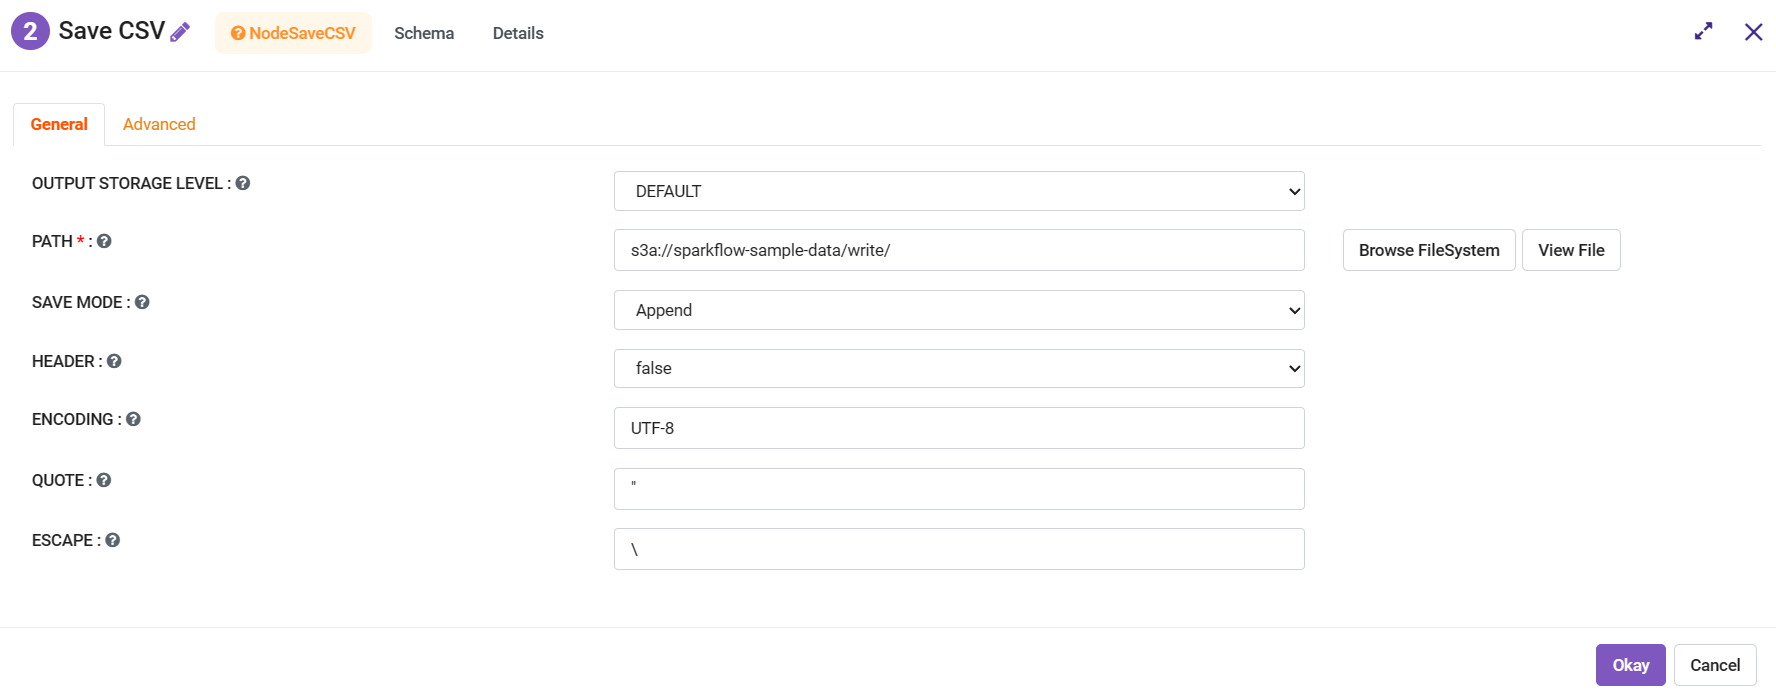 2 Save CSV NodeSaveCSV Schema Details
General Advanced
OUTPUT STORAGE LEVEL : DEFAULT
PATH * : s3a://sparkflow-sample-data/write/ Browse FileSystem View File
SAVE MODE : Append
HEADER : false
ENCODING : UTF-8
QUOTE : "
ESCAPE : \
Okay Cancel